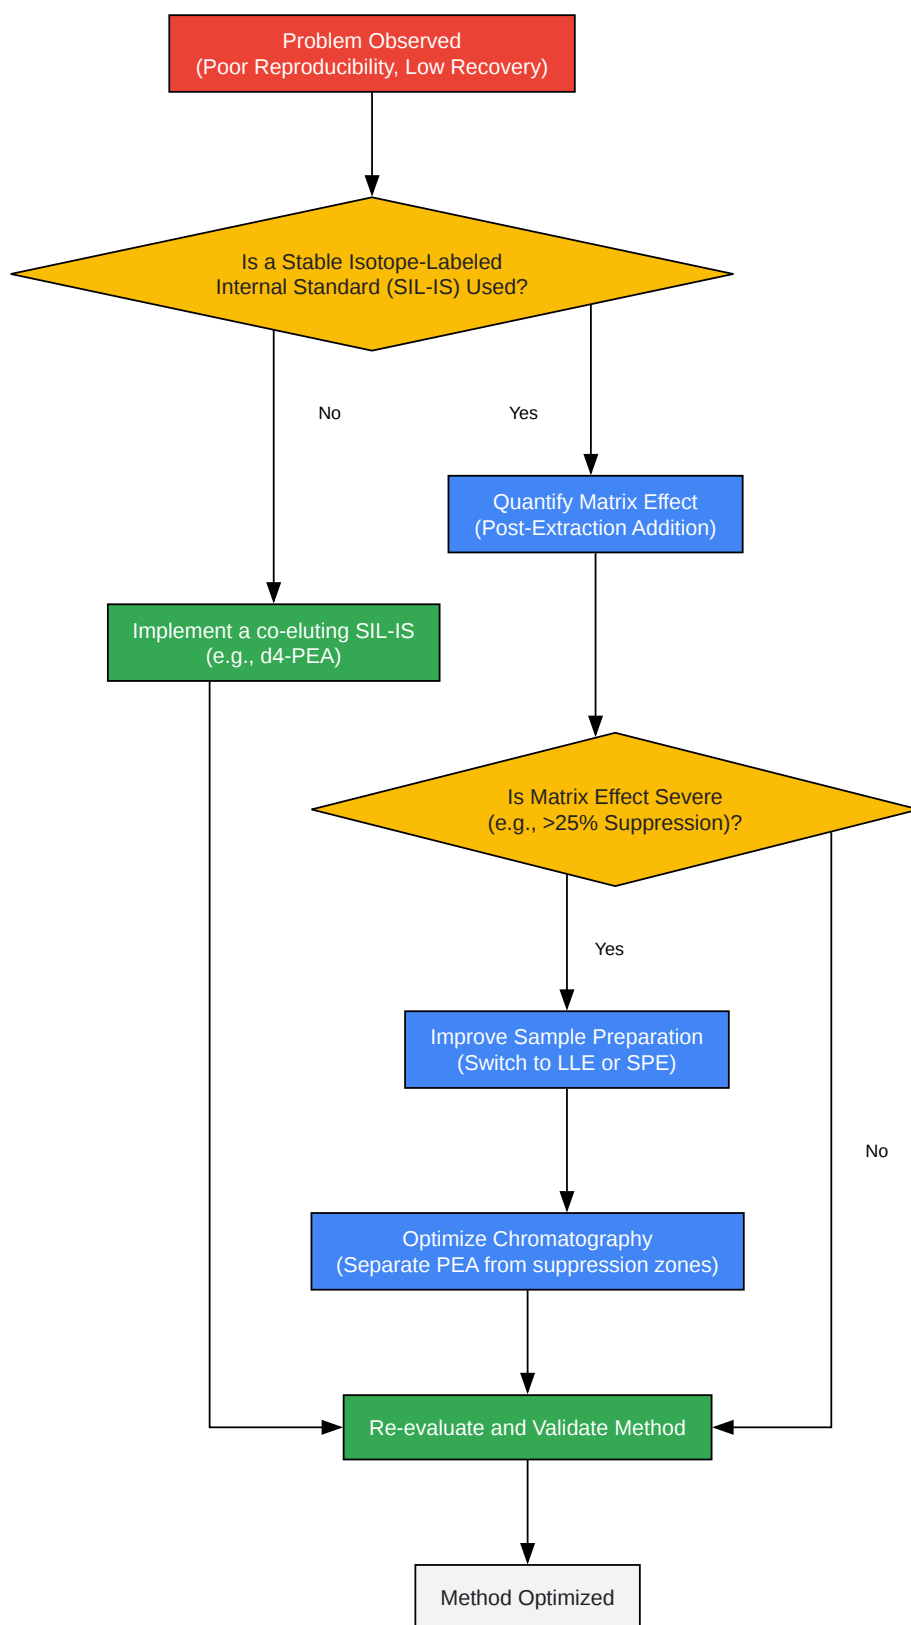 Problem Observed
(Poor Reproducibility, Low Recovery)
Is a Stable Isotope-Labeled
Internal Standard (SIL-IS) Used?
No
Yes
Quantify Matrix Effect
(Post-Extraction Addition)
Implement a co-eluting SIL-IS
(e.g., d4-PEA)
Is Matrix Effect Severe
(e.g., >25% Suppression)?
Yes
Improve Sample Preparation
(Switch to LLE or SPE)
No
Optimize Chromatography
(Separate PEA from suppression zones)
Re-evaluate and Validate Method
Method Optimized